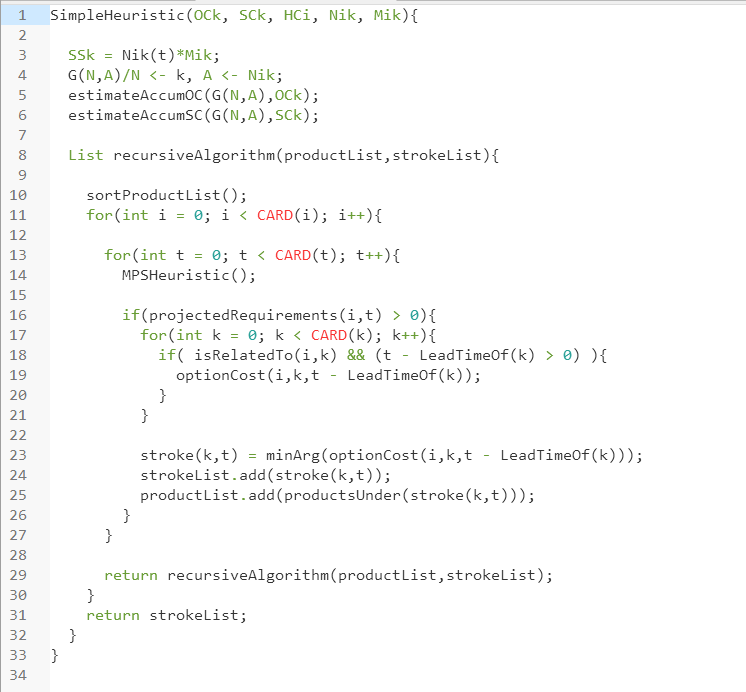 1 SimpleHeuristic(OCk, SCk, HCi, Nik, Mik){
2
3 SSk = Nik(t)*Mik;
4 G(N,A)/N <- k, A <- Nik;
5 estimateAccumOC(G(N,A),OCk);
6 estimateAccumSC(G(N,A),SCk);
7
8 List recursiveAlgorithm(productList,strokeList){
9
10 sortProductList();
11 for(int i = 0; i < CARD(i); i++){
12
13 for(int t = 0; t < CARD(t); t++){
14 MPSHeuristic();
15
16 if(projectedRequirements(i,t) > 0){
17 for(int k = 0; k < CARD(k); k++){
18 if( isRelatedTo(i,k) && (t - LeadTimeOf(k) > 0) ){
19 optionCost(i,k,t - LeadTimeOf(k));
20 }
21 }
22
23 stroke(k,t) = minArg(optionCost(i,k,t - LeadTimeOf(k)));
24 strokeList.add(stroke(k,t));
25 productList.add(productsUnder(stroke(k,t)));
26 }
27 }
28
29 return recursiveAlgorithm(productList,strokeList);
30 }
31 return strokeList;
32 }
33 }
34